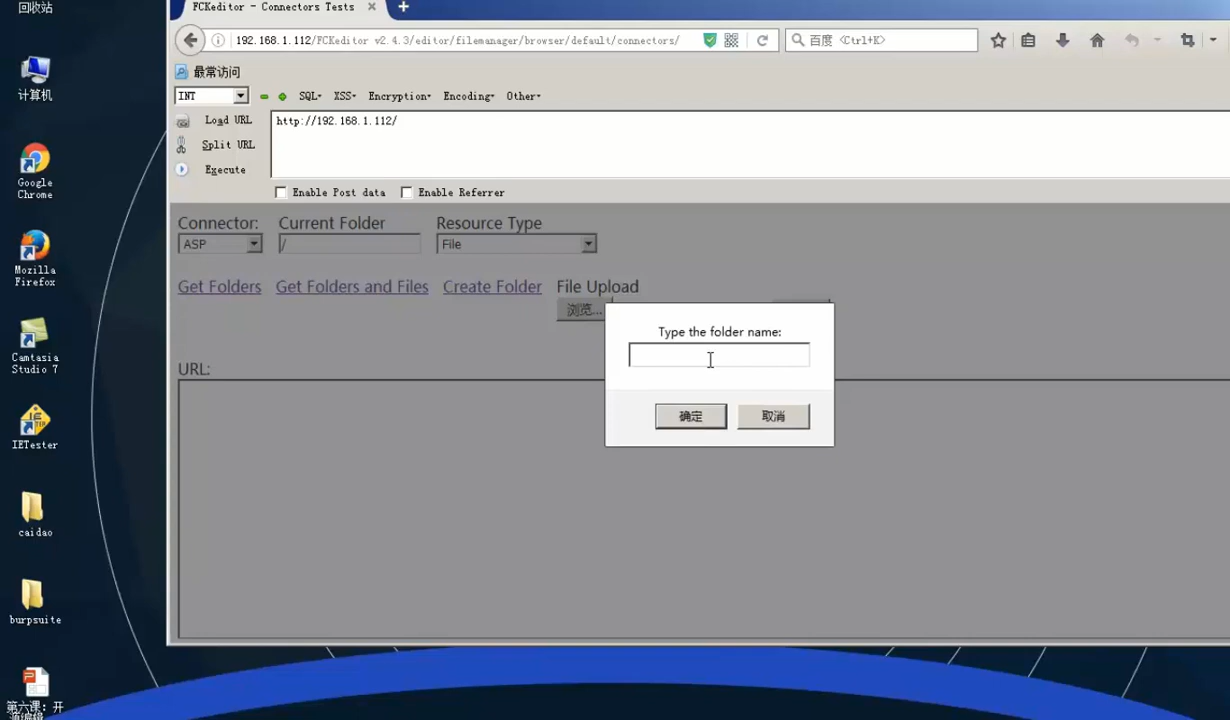 回收站
计算机
Google
Chrome
Mozilla
Firefox
Camtasia
Studio 7
IETester
caidao
burpsuite
第六课：开
FCKeditor - Connectors Tests
192.168.1.112/FCKeditor v2.4.3/editor/filemanager/browser/default/connectors/
百度 <Ctrl+K>
最常访问
INT
SQL
XSS
Encryption
Encoding
Other
Load URL
http://192.168.1.112/
Split URL
Execute
Enable Post data
Enable Referrer
Connector:
Current Folder
Resource Type
ASP
/
File
Get Folders
Get Folders and Files
Create Folder
File Upload
浏览...
Type the folder name:
确定
取消
URL: